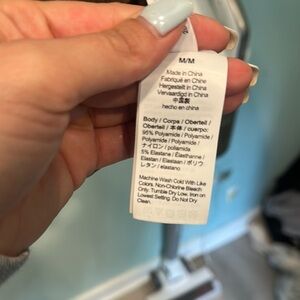 M/M
Made in China
Fabriqué en Chine
Hergestellt in China
Vervaardigd in China
中国製
hecho en china
Body / Corps / Oberteil /
Oberteil / 本体 / cuerpo:
95% Polyamide / Polyamide /
Polyamide / Polyamide /
ナイロン / poliamida
5% Elastane / Élasthanne /
Elastan / Elastaan / ポリウ
レタン / elastano
Machine Wash Cold With Like
Colors. Non-Chlorine Bleach
Only. Tumble Dry Low. Iron on
Lowest Setting. Do Not Dry
Clean.